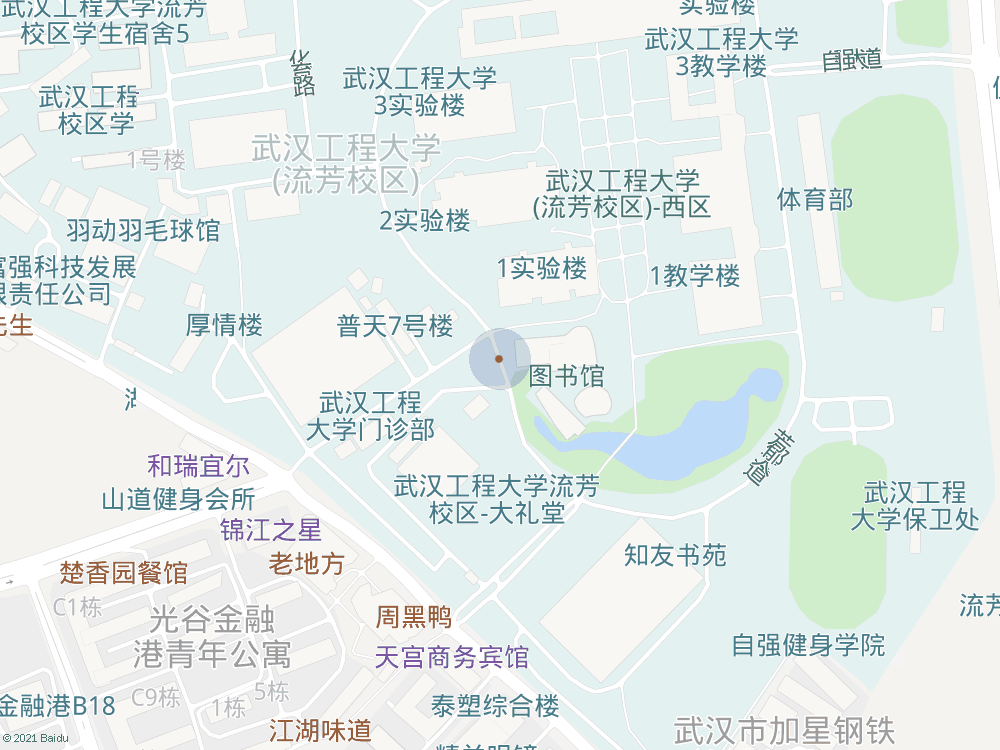 武汉工程大学流芳
校区学生宿舍5
实验楼
武汉工程大学
3教学楼
自强道
化
路
武汉工程大学
3实验楼
武汉工程
校区学
武汉工程大学
(流芳校区)
1号楼
武汉工程大学
(流芳校区)-西区
体育部
羽动羽毛球馆
2实验楼
富强科技发展
限责任公司
1实验楼
1教学楼
先生
厚情楼
普天7号楼
图书馆
武汉工程
大学门诊部
和瑞宜尔
山道健身会所
武汉工程大学流芳
校区-大礼堂
武汉工程
大学保卫处
锦江之星
老地方
知友书苑
楚香园餐馆
C1栋
光谷金融
港青年公寓
周黑鸭
流芳
自强健身学院
天宫商务宾馆
C9栋
5栋
1栋
金融港B18
泰塑综合楼
江湖味道
武汉市加星钢铁
© 2021 Baidu